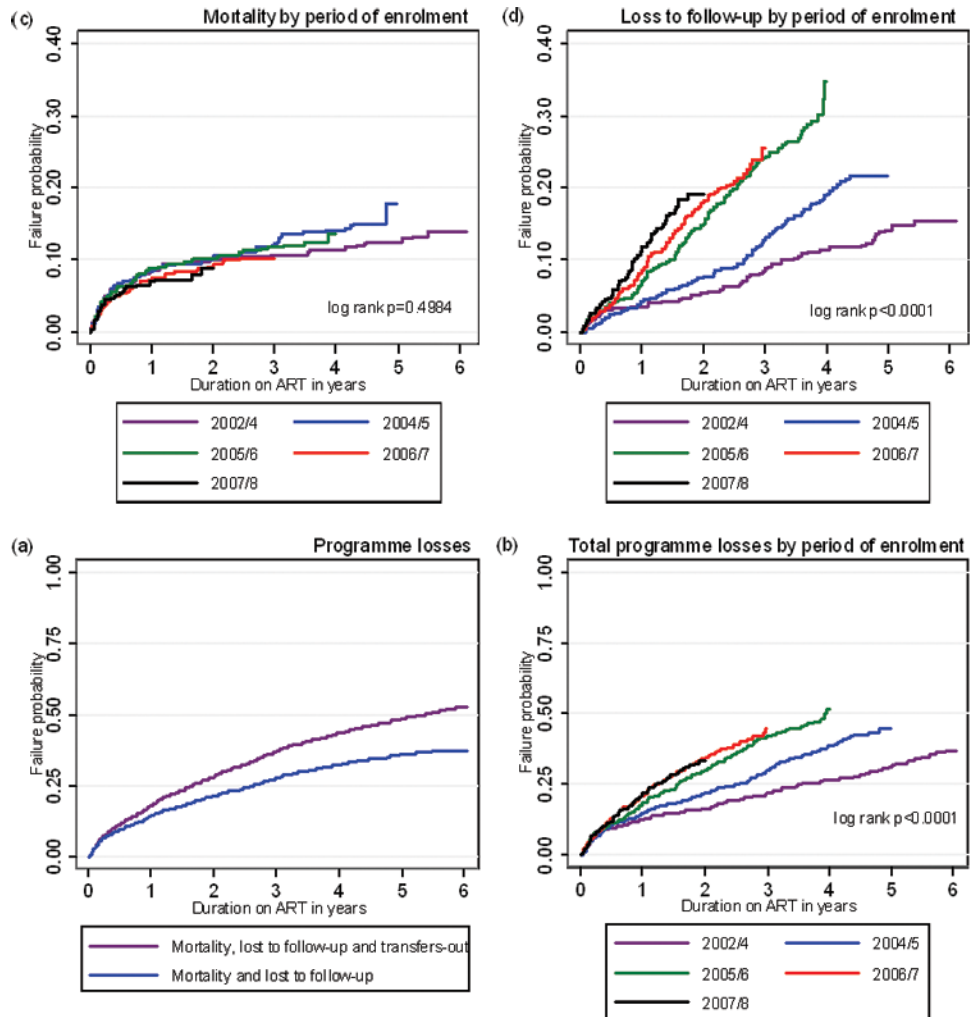 (c) Mortality by period of enrolment
Failure probability
0.40
0.30
0.20
0.10
0.00
log rank p=0.4984
0 1 2 3 4 5 6
Duration on ART in years
2002/4 2004/5
2005/6 2006/7
2007/8
(d) Loss to follow-up by period of enrolment
Failure probability
0.40
0.30
0.20
0.10
0.00
log rank p<0.0001
0 1 2 3 4 5 6
Duration on ART in years
2002/4 2004/5
2005/6 2006/7
2007/8
(a) Programme losses
Failure probability
1.00
0.75
0.50
0.25
0.00
0 1 2 3 4 5 6
Duration on ART in years
Mortality, lost to follow-up and transfers-out
Mortality and lost to follow-up
(b) Total programme losses by period of enrolment
Failure probability
1.00
0.75
0.50
0.25
0.00
log rank p<0.0001
0 1 2 3 4 5 6
Duration on ART in years
2002/4 2004/5
2005/6 2006/7
2007/8